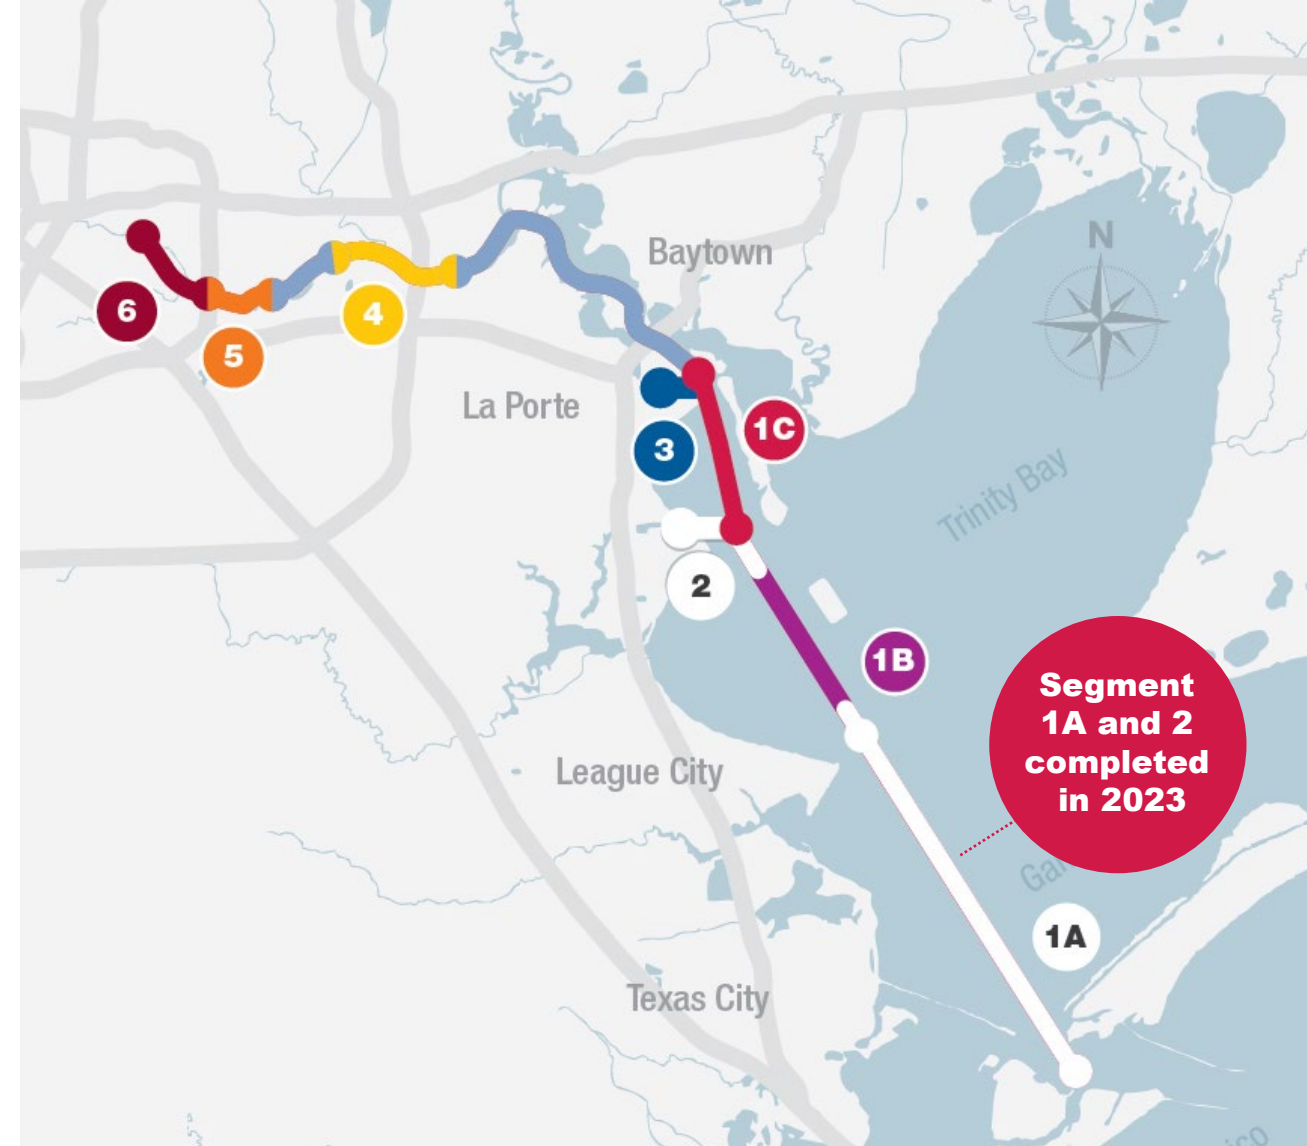 N
Baytown
6
4
5
La Porte
1C
3
Trinity Bay
2
1B
Segment
1A and 2
completed
in 2023
League City
1A
Texas City